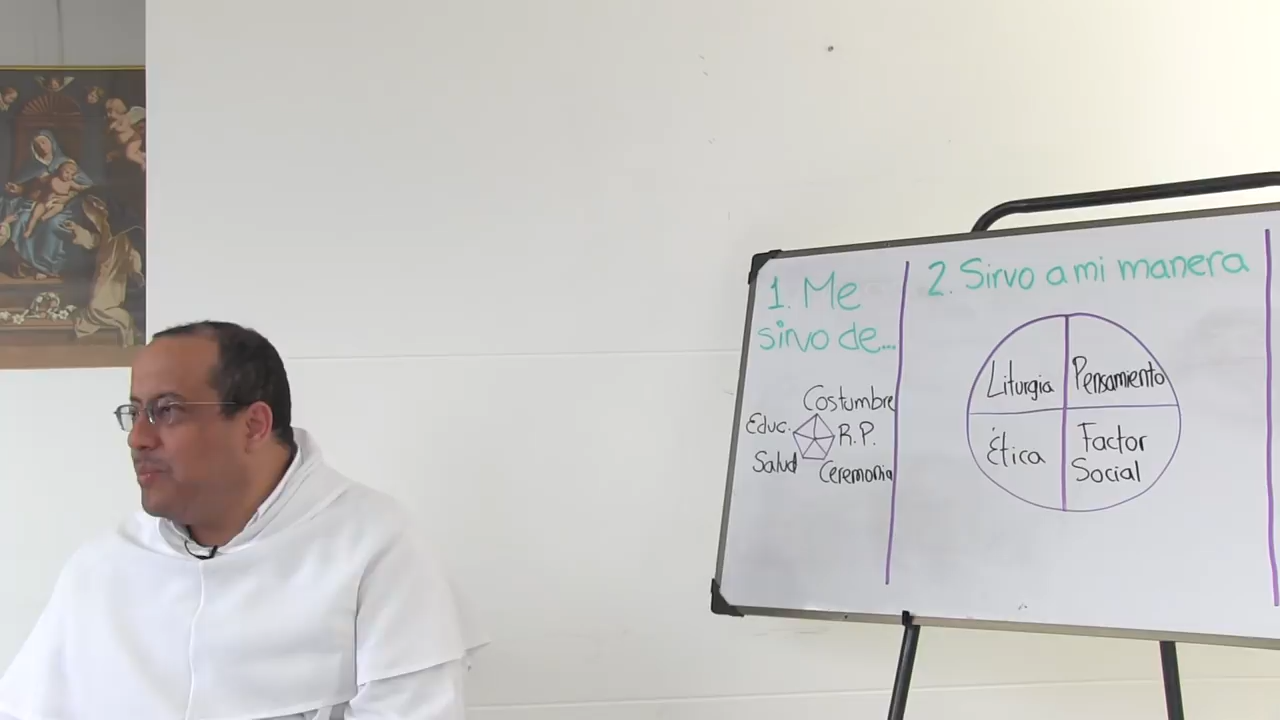 1. Me
sirvo de...
Costumbre
Educ.
R.P.
Salud
Ceremonia
2. Sirvo a mi manera
Liturgia
Pensamiento
Ética
Factor
Social